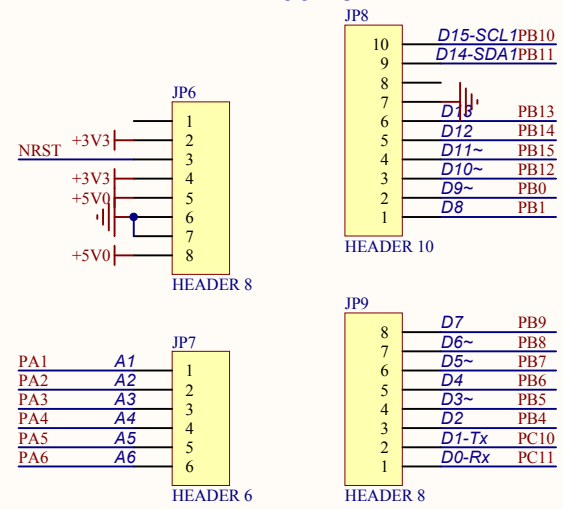 JP6
1
+3V3 2
NRST 3
+3V3 4
+5V0 5
6
7
+5V0 8
HEADER 8
JP8
10 D15-SCL1 PB10
9 D14-SDA1 PB11
8
7
6 D13 PB13
5 D12 PB14
4 D11~ PB15
3 D10~ PB12
2 D9~ PB0
1 D8 PB1
HEADER 10
JP7
PA1 A1 1
PA2 A2 2
PA3 A3 3
PA4 A4 4
PA5 A5 5
PA6 A6 6
HEADER 6
JP9
8 D7 PB9
7 D6~ PB8
6 D5~ PB7
5 D4 PB6
4 D3~ PB5
3 D2 PB4
2 D1-Tx PC10
1 D0-Rx PC11
HEADER 8